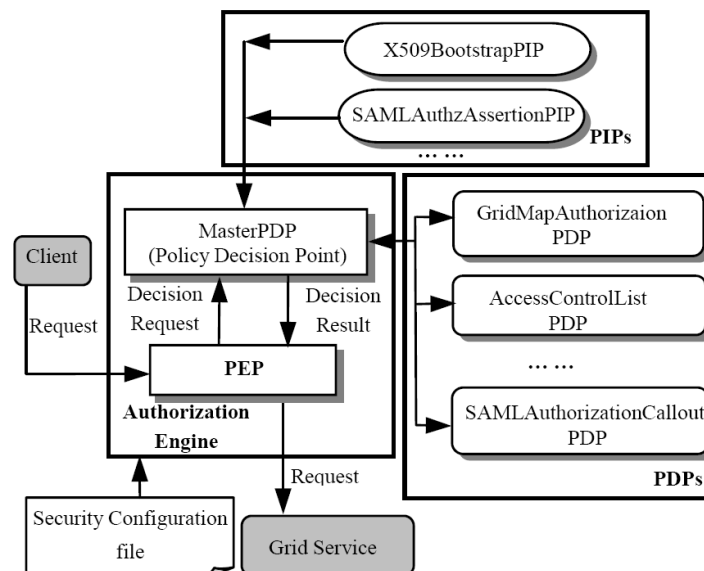 X509BootstrapPIP
SAMLAuthzAssertionPIP
PIPs
... ...
MasterPDP
(Policy Decision Point)
GridMapAuthorizaion
PDP
Client
Decision
Request
Decision
Result
AccessControlList
PDP
Request
... ...
PEP
Authorization
Engine
SAMLAuthorizationCallout
PDP
PDPs
Request
Security Configuration
file
Grid Service